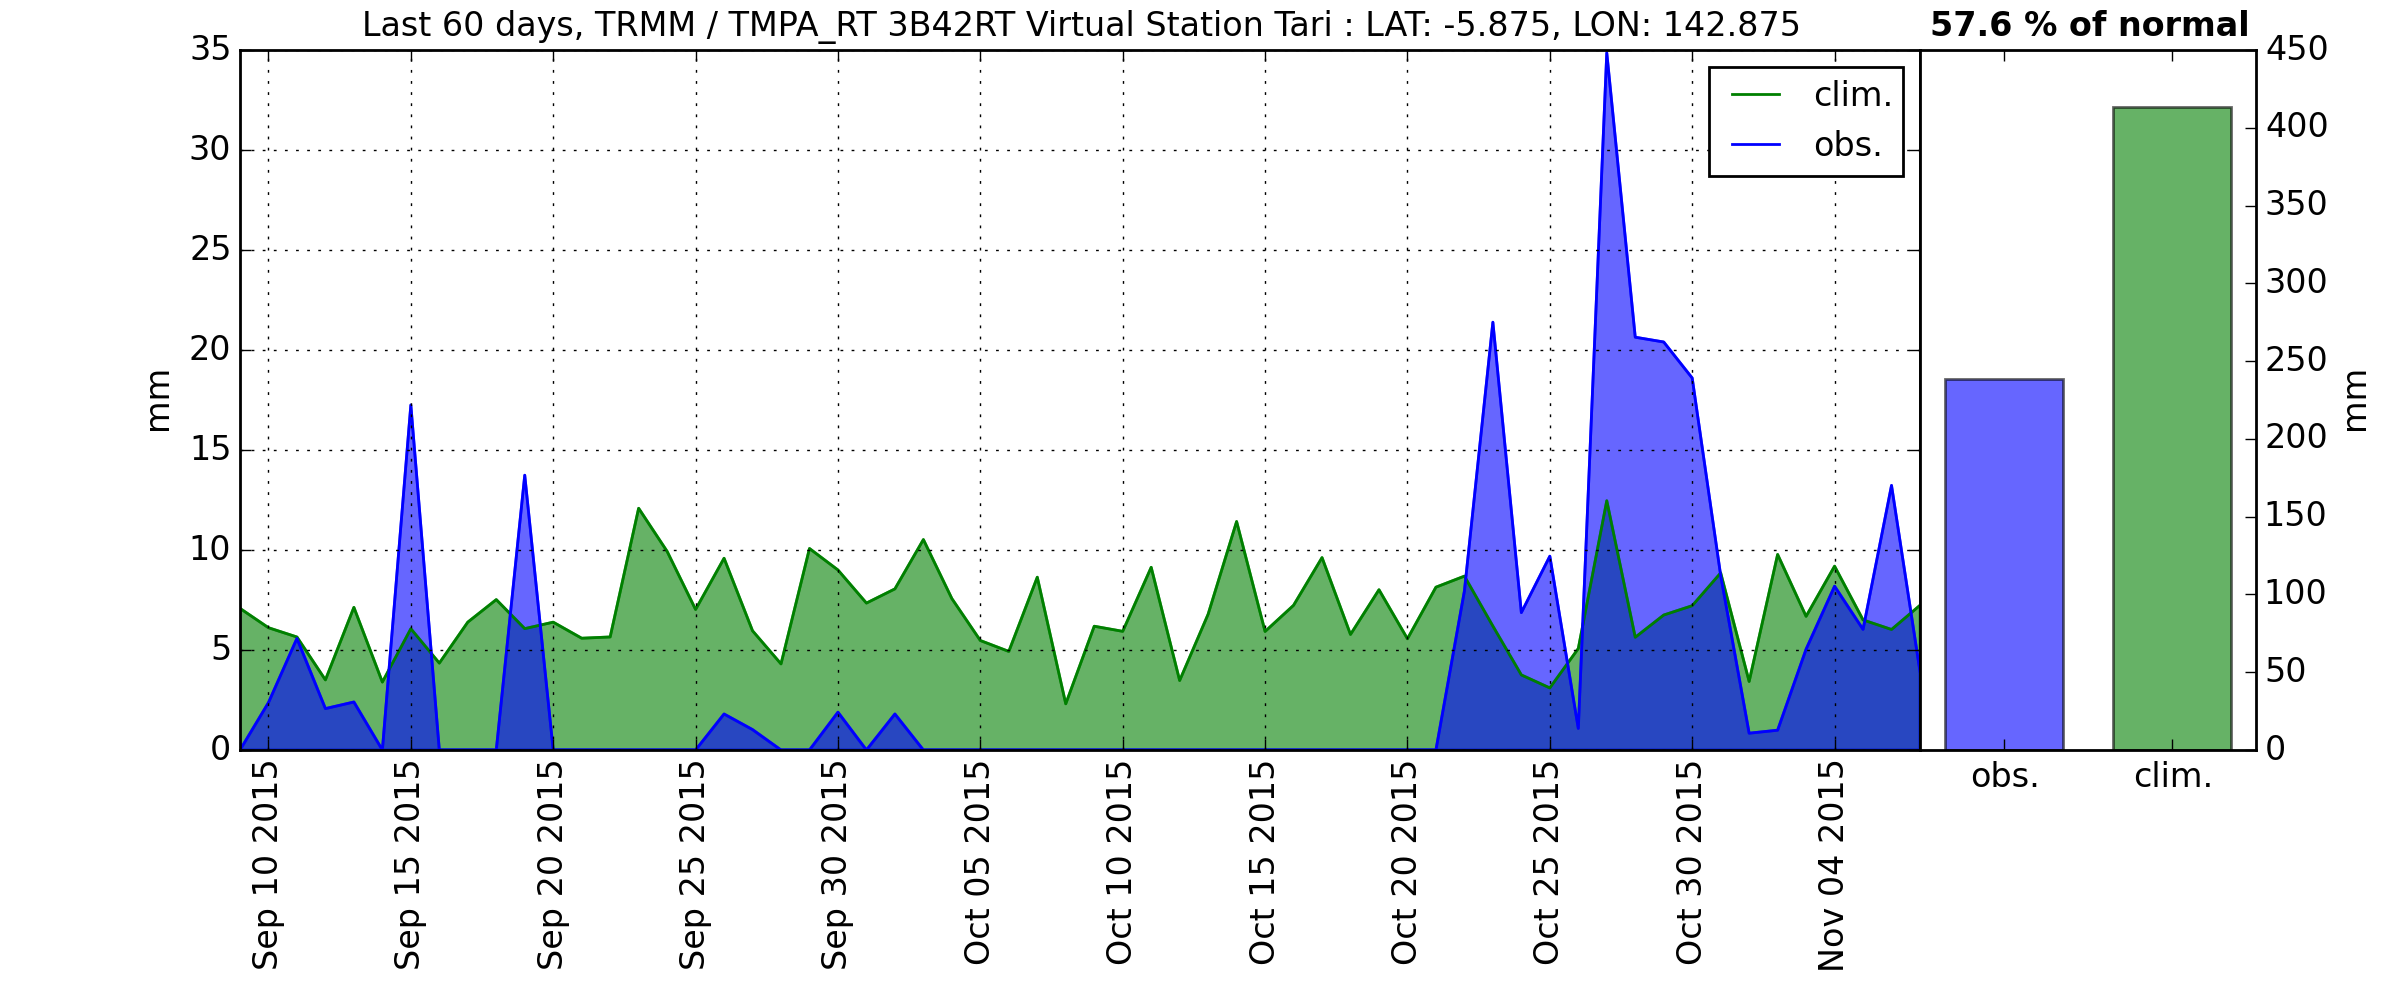 Last 60 days, TRMM / TMPA_RT 3B42RT Virtual Station Tari : LAT: -5.875, LON: 142.875
57.6 % of normal
35
30
25
20
15
10
5
0
mm
clim.
obs.
Sep 10 2015
Sep 15 2015
Sep 20 2015
Sep 25 2015
Sep 30 2015
Oct 05 2015
Oct 10 2015
Oct 15 2015
Oct 20 2015
Oct 25 2015
Oct 30 2015
Nov 04 2015
450
400
350
300
250
200
150
100
50
0
mm
obs.
clim.